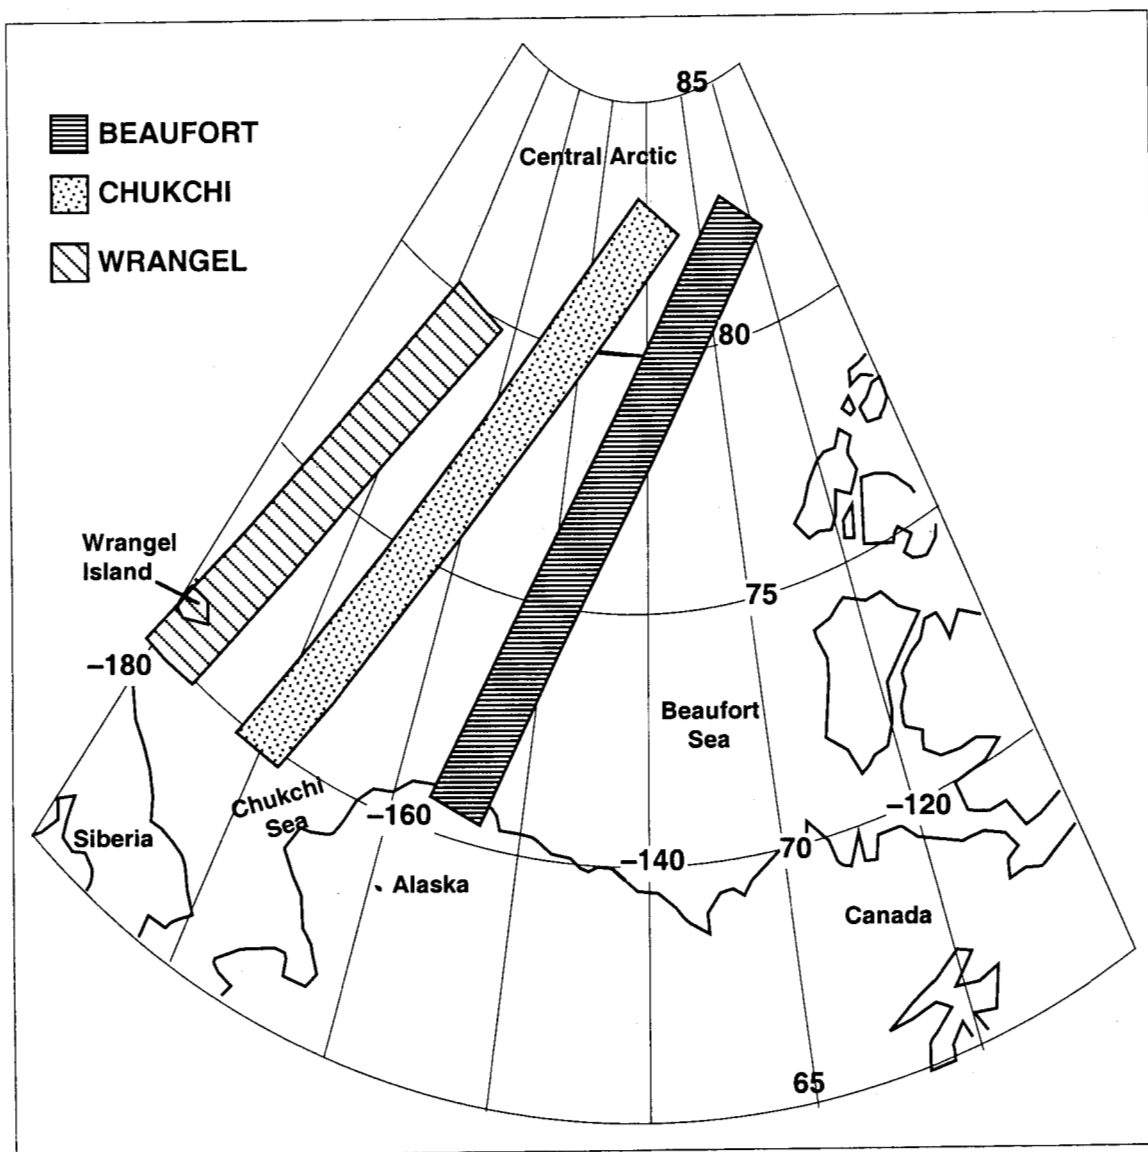 BEAUFORT
CHUKCHI
WRANGEL
85
Central Arctic
80
Wrangel
Island
75
–180
Beaufort
Sea
Chukchi
Sea
–160
–120
Siberia
–140
70
Alaska
Canada
65